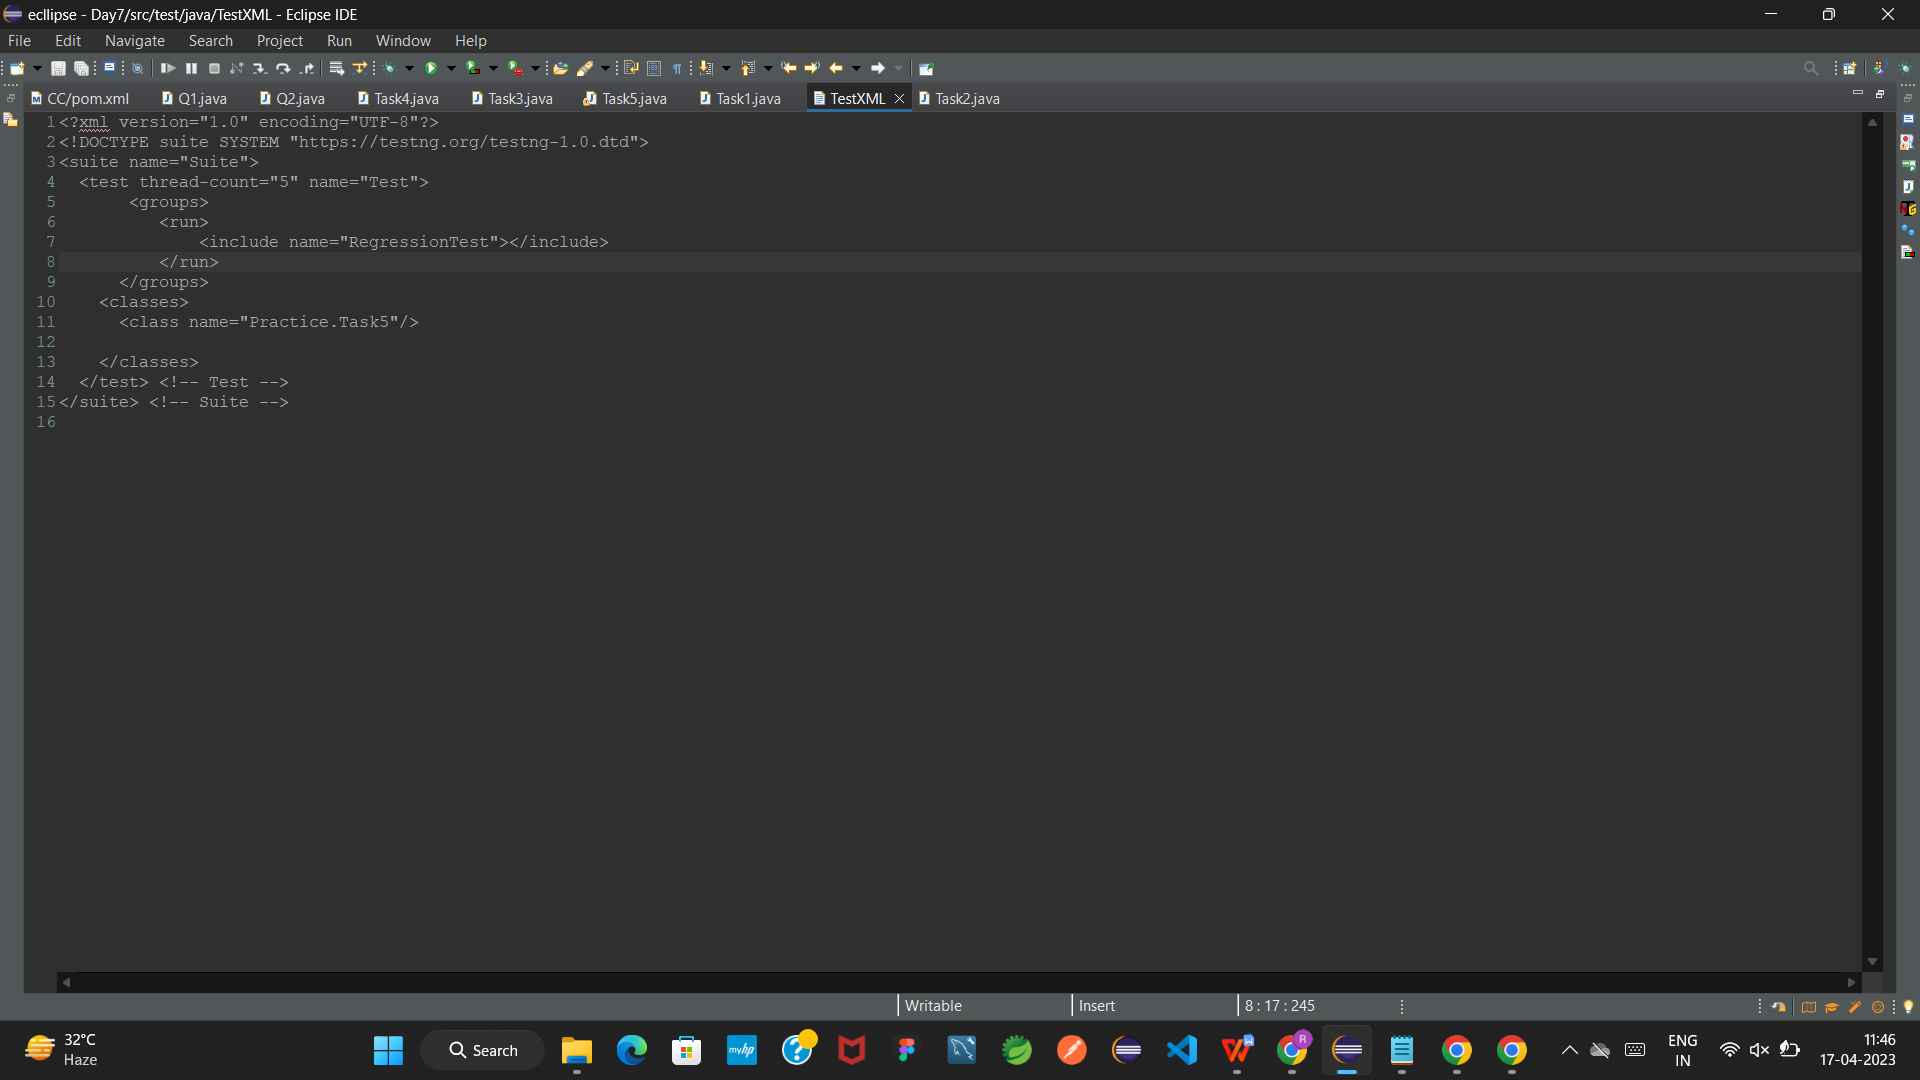 ecllipse - Day7/src/test/java/TestXML - Eclipse IDE
File Edit Navigate Search Project Run Window Help
CC/pom.xml Q1.java Q2.java Task4.java Task3.java Task5.java Task1.java TestXML Task2.java
1 <?xml version="1.0" encoding="UTF-8"?>
2 <!DOCTYPE suite SYSTEM "https://testng.org/testng-1.0.dtd">
3 <suite name="Suite">
4 <test thread-count="5" name="Test">
5 <groups>
6 <run>
7 <include name="RegressionTest"></include>
8 </run>
9 </groups>
10 <classes>
11 <class name="Practice.Task5"/>
12
13 </classes>
14 </test> <!-- Test -->
15 </suite> <!-- Suite -->
16
Writable Insert 8 : 17 : 245
32°C
Haze
Search
myhp
R
W
ENG
IN
11:46
17-04-2023